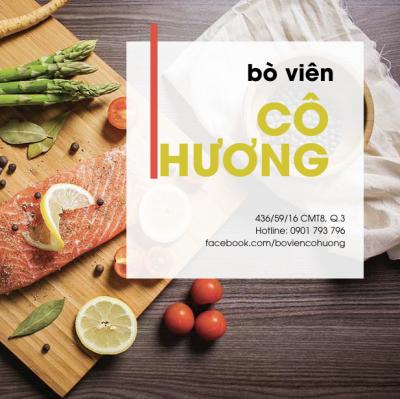 bò viên
CÔ
HƯƠNG
436/59/16 CMT8, Q.3
Hotline: 0901 793 796
facebook.com/boviencohuong